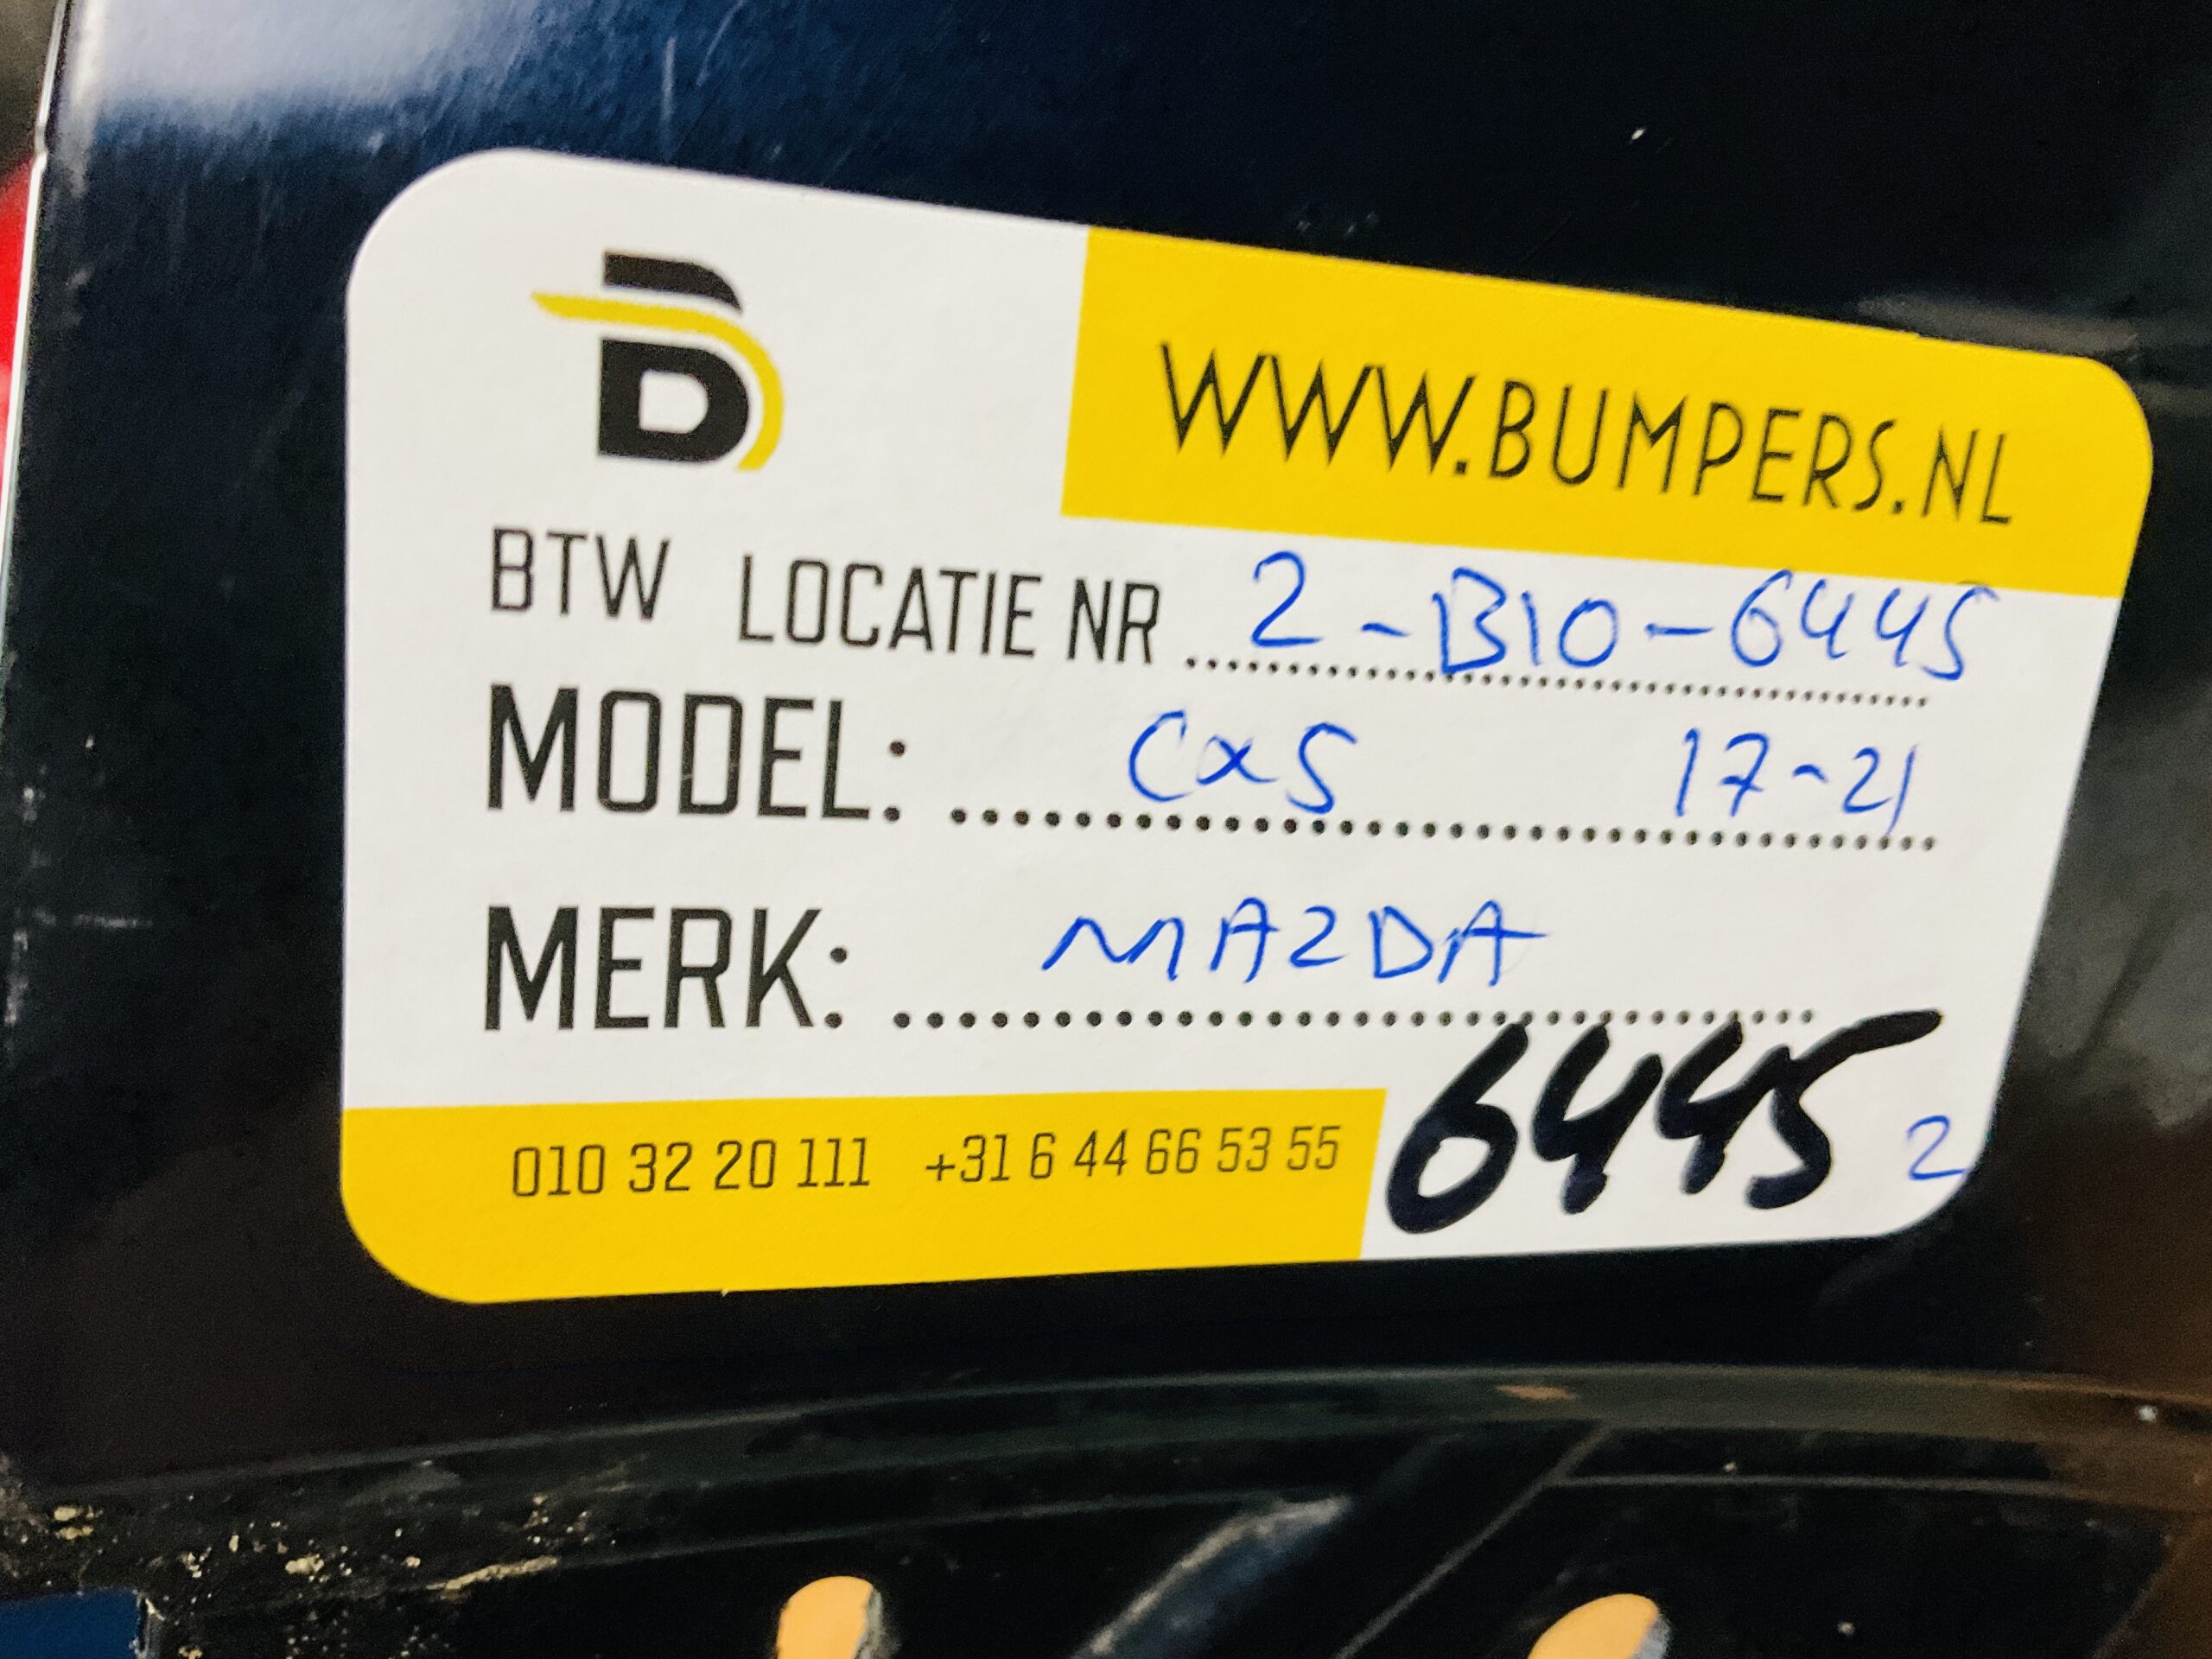 B
WWW.BUMPERS.NL
BTW LOCATIE NR 2-B10-6445
MODEL: CX5 17-21
MERK: MAZDA
010 32 20 111 +31 6 44 66 53 55
6445 2